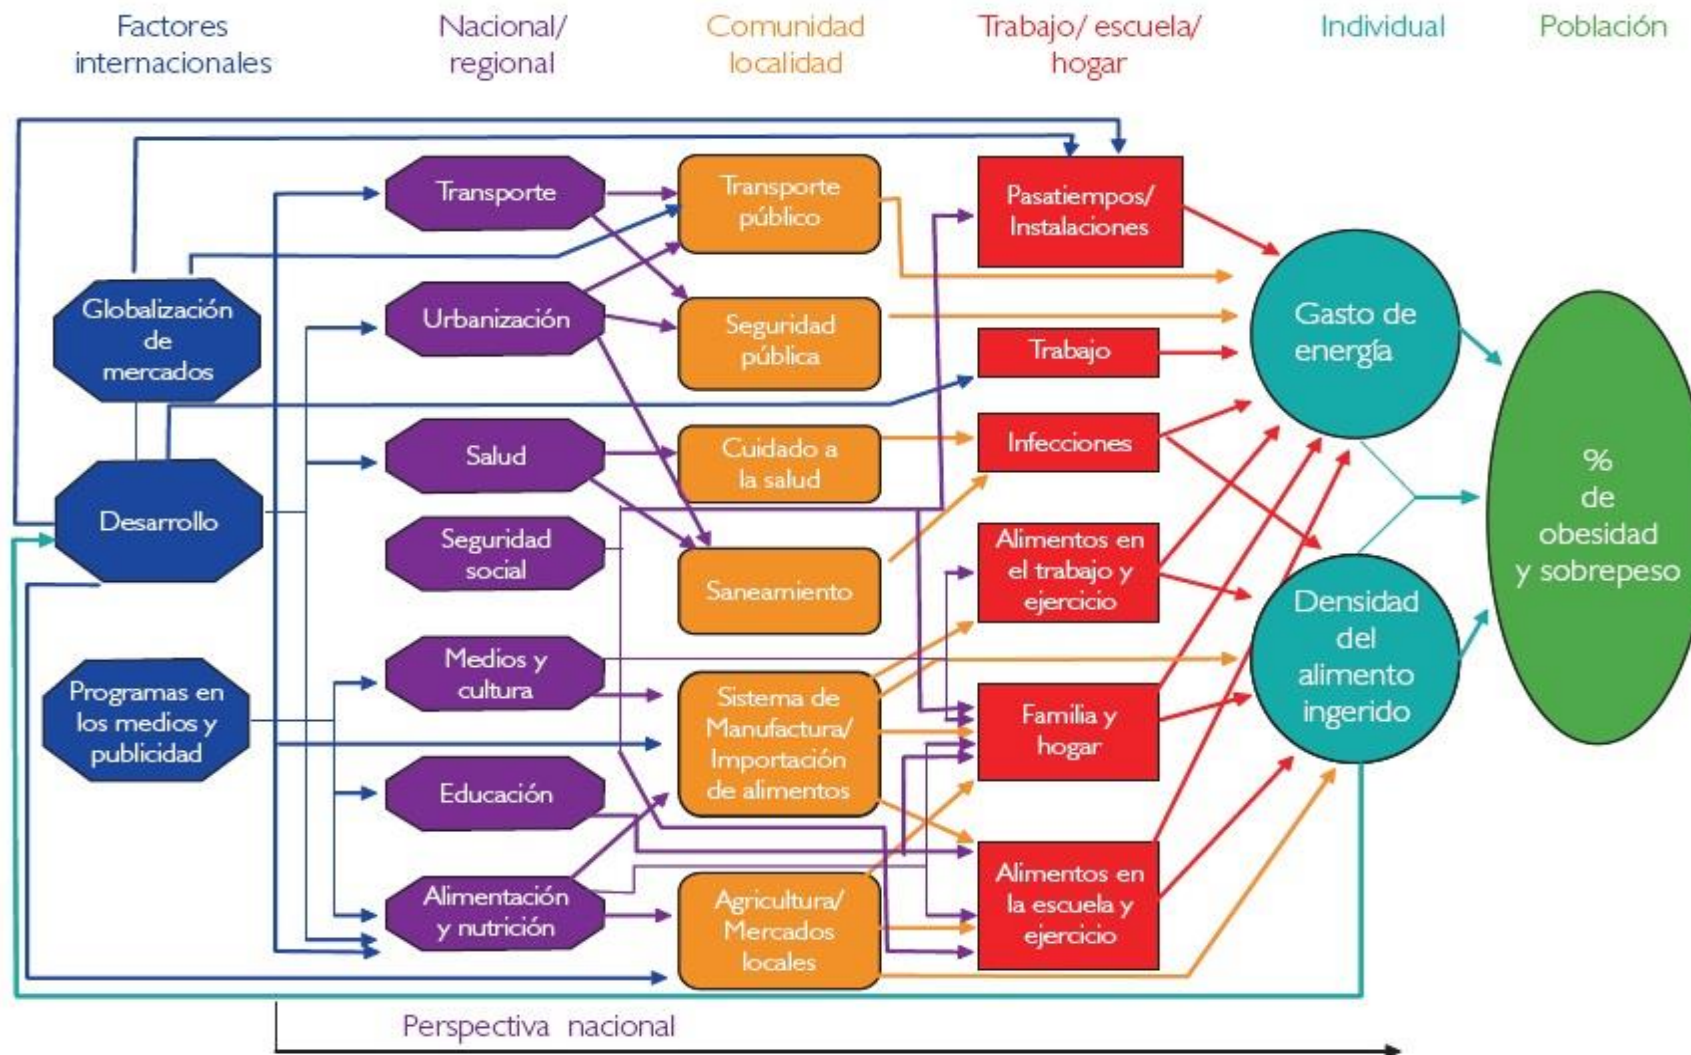 Factores
internacionales
Nacional/
regional
Comunidad
localidad
Trabajo/ escuela/
hogar
Individual
Población
Globalización
de
mercados
Desarrollo
Programas en
los medios y
publicidad
Transporte
Urbanización
Salud
Seguridad
social
Medios y
cultura
Educación
Alimentación
y nutrición
Transporte
público
Seguridad
pública
Cuidado a
la salud
Saneamiento
Sistema de
Manufactura/
Importación
de alimentos
Agricultura/
Mercados
locales
Pasatiempos/
Instalaciones
Trabajo
Infecciones
Alimentos en
el trabajo y
ejercicio
Familia y
hogar
Alimentos en
la escuela y
ejercicio
Gasto de
energía
Densidad
del
alimento
ingerido
%
de
obesidad
y sobrepeso
Perspectiva nacional